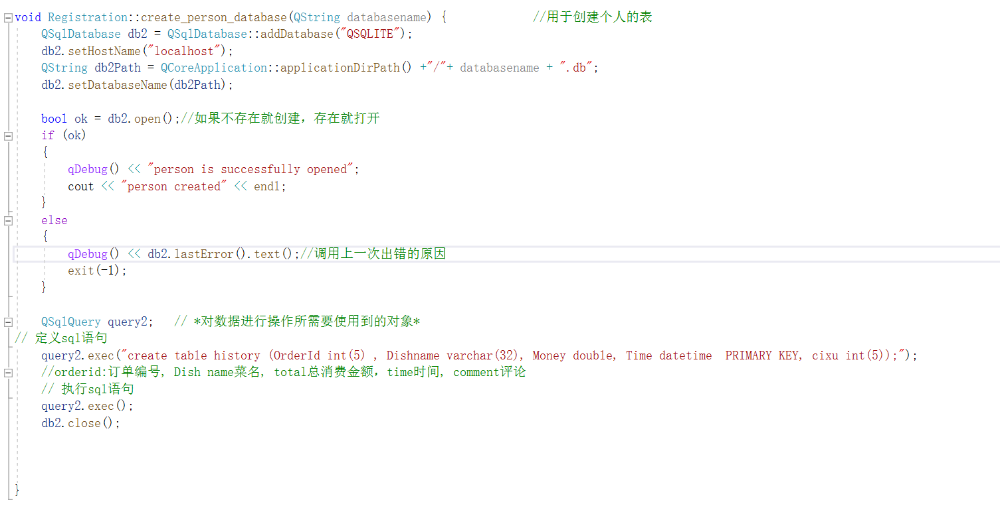 void Registration::create_person_database(QString databasename) {             //用于创建个人的表
    QSqlDatabase db2 = QSqlDatabase::addDatabase("QSQLITE");
    db2.setHostName("localhost");
    QString db2Path = QCoreApplication::applicationDirPath() +"/"+ databasename + ".db";
    db2.setDatabaseName(db2Path);
    bool ok = db2.open();//如果不存在就创建，存在就打开
    if (ok)
    {
        qDebug() << "person is successfully opened";
        cout << "person created" << endl;
    }
    else
    {
        qDebug() << db2.lastError().text();//调用上一次出错的原因
        exit(-1);
    }
    QSqlQuery query2;   // *对数据进行操作所需要使用到的对象*
// 定义sql语句
    query2.exec("create table history (OrderId int(5) , Dishname varchar(32), Money double, Time datetime  PRIMARY KEY, cixu int(5));");
    //orderid:订单编号, Dish name菜名, total总消费金额，time时间, comment评论
    // 执行sql语句
    query2.exec();
    db2.close();
}